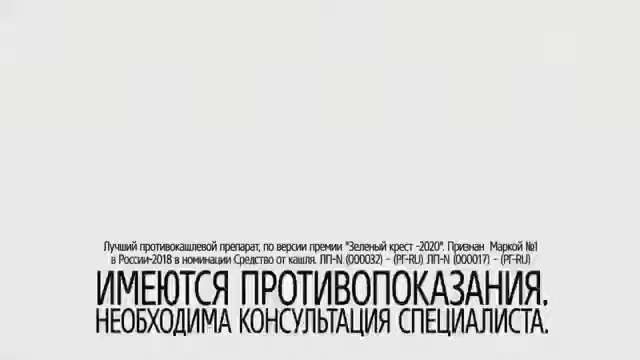 Лучший противокашлевой препарат, по версии премии "Зеленый крест -2020". Признан Маркой №1
в России-2018 в номинации Средство от кашля. ЛП-N (000032) - (РГ-RU) ЛП-N (000017) - (РГ-RU)
ИМЕЮТСЯ ПРОТИВОПОКАЗАНИЯ.
НЕОБХОДИМА КОНСУЛЬТАЦИЯ СПЕЦИАЛИСТА.